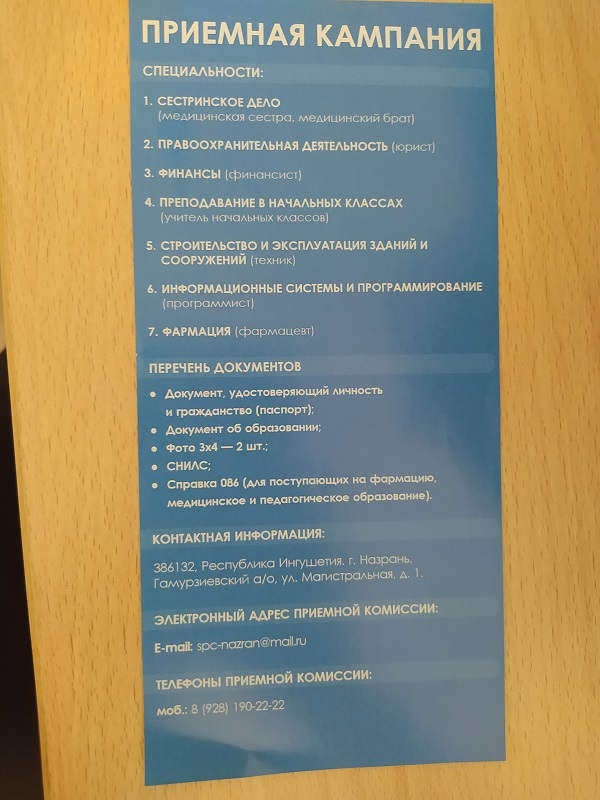 ПРИЕМНАЯ КАМПАНИЯ
СПЕЦИАЛЬНОСТИ:
1. СЕСТРИНСКОЕ ДЕЛО
(медицинская сестра, медицинский брат)
2. ПРАВООХРАНИТЕЛЬНАЯ ДЕЯТЕЛЬНОСТЬ (юрист)
3. ФИНАНСЫ (финансист)
4. ПРЕПОДАВАНИЕ В НАЧАЛЬНЫХ КЛАССАХ
(учитель начальных классов)
5. СТРОИТЕЛЬСТВО И ЭКСПЛУАТАЦИЯ ЗДАНИЙ И
СООРУЖЕНИЙ (техник)
6. ИНФОРМАЦИОННЫЕ СИСТЕМЫ И ПРОГРАММИРОВАНИЕ
(программист)
7. ФАРМАЦИЯ (фармацевт)
ПЕРЕЧЕНЬ ДОКУМЕНТОВ
• Документ, удостоверяющий личность
и гражданство (паспорт);
• Документ об образовании;
• Фото 3х4 — 2 шт.;
• СНИЛС;
• Справка 086 (для поступающих на фармацию,
медицинское и педагогическое образование).
КОНТАКТНАЯ ИНФОРМАЦИЯ:
386132, Республика Ингушетия. г. Назрань,
Гамурзиевский а/о, ул. Магистральная, д. 1.
ЭЛЕКТРОННЫЙ АДРЕС ПРИЕМНОЙ КОМИССИИ:
E-mail: spc-nazran@mail.ru
ТЕЛЕФОНЫ ПРИЕМНОЙ КОМИССИИ:
моб.: 8 (928) 190-22-22